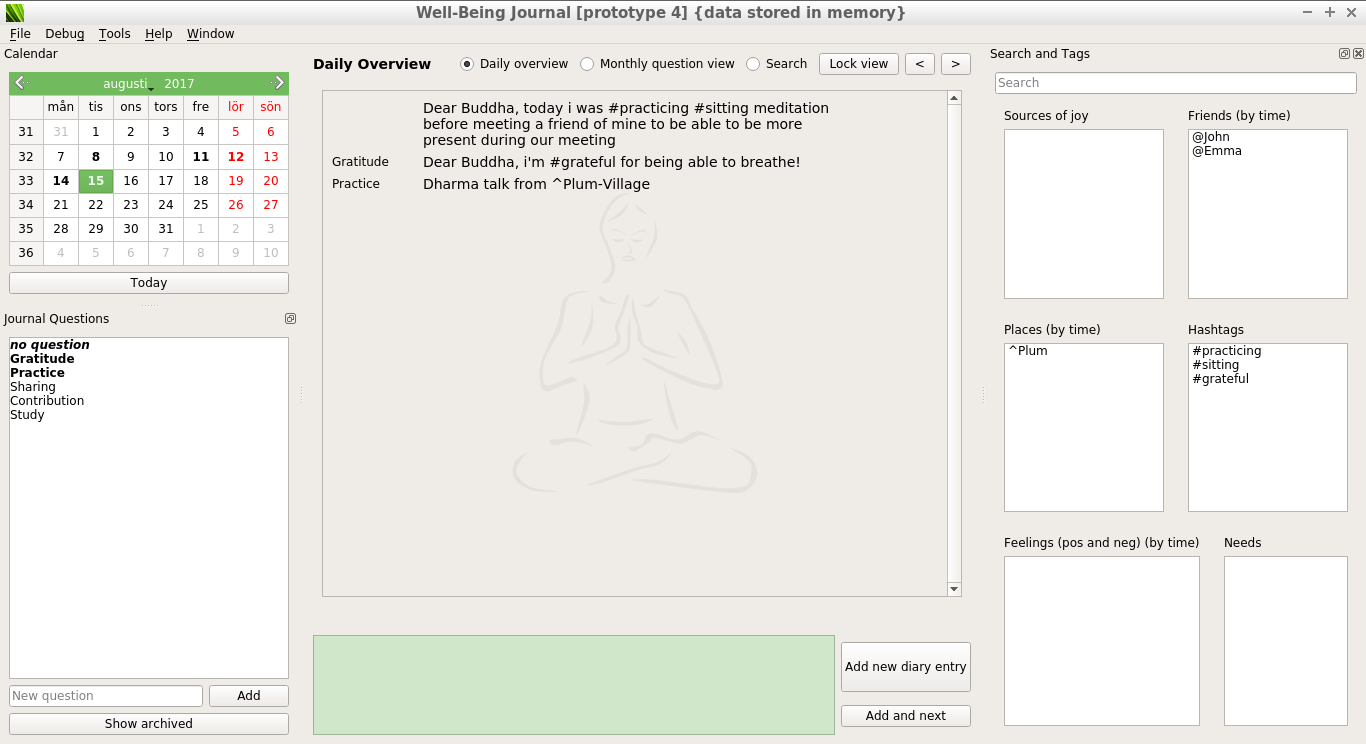 Well-Being Journal [prototype 4] {data stored in memory}
File Debug Tools Help Window
Calendar
augusti 2017
mån tis ons tors fre lör sön
31 31 1 2 3 4 5 6
32 7 8 9 10 11 12 13
33 14 15 16 17 18 19 20
34 21 22 23 24 25 26 27
35 28 29 30 31 1 2 3
36 4 5 6 7 8 9 10
Today
Journal Questions
no question
Gratitude
Practice
Sharing
Contribution
Study
New question Add
Show archived
Daily Overview Daily overview Monthly question view Search Lock view < >
Dear Buddha, today i was #practicing #sitting meditation
before meeting a friend of mine to be able to be more
present during our meeting
Gratitude Dear Buddha, i'm #grateful for being able to breathe!
Practice Dharma talk from ^Plum-Village
Add new diary entry
Add and next
Search and Tags
Search
Sources of joy
Friends (by time)
@John
@Emma
Places (by time)
^Plum
Hashtags
#practicing
#sitting
#grateful
Feelings (pos and neg) (by time)
Needs